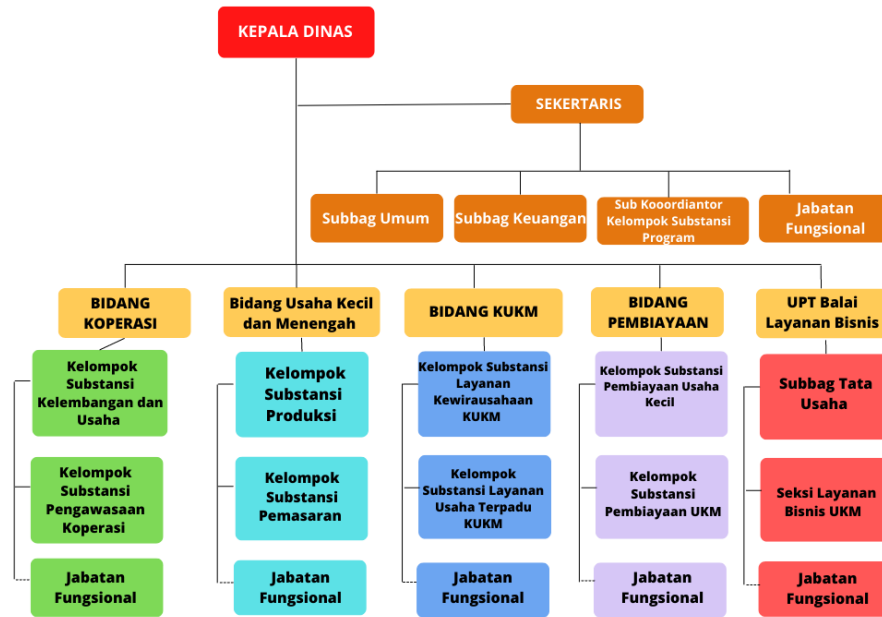 KEPALA DINAS
SEKERTARIS
Subbag Umum
Subbag Keuangan
Sub Kooordiantor
Kelompok Substansi
Program
Jabatan
Fungsional
BIDANG
KOPERASI
Bidang Usaha Kecil
dan Menengah
BIDANG KUKM
BIDANG
PEMBIAYAAN
UPT Balai
Layanan Bisnis
Kelompok
Substansi
Kelembangan dan
Usaha
Kelompok
Substansi
Produksi
Kelompok Substansi
Layanan
Kewirausahaan
KUKM
Kelompok Substansi
Pembiayaan Usaha
Kecil
Subbag Tata
Usaha
Kelompok
Substansi
Pengawasaan
Koperasi
Kelompok
Substansi
Pemasaran
Kelompok
Substansi Layanan
Usaha Terpadu
KUKM
Kelompok
Substansi
Pembiayaan UKM
Seksi Layanan
Bisnis UKM
Jabatan
Fungsional
Jabatan
Fungsional
Jabatan
Fungsional
Jabatan
Fungsional
Jabatan
Fungsional